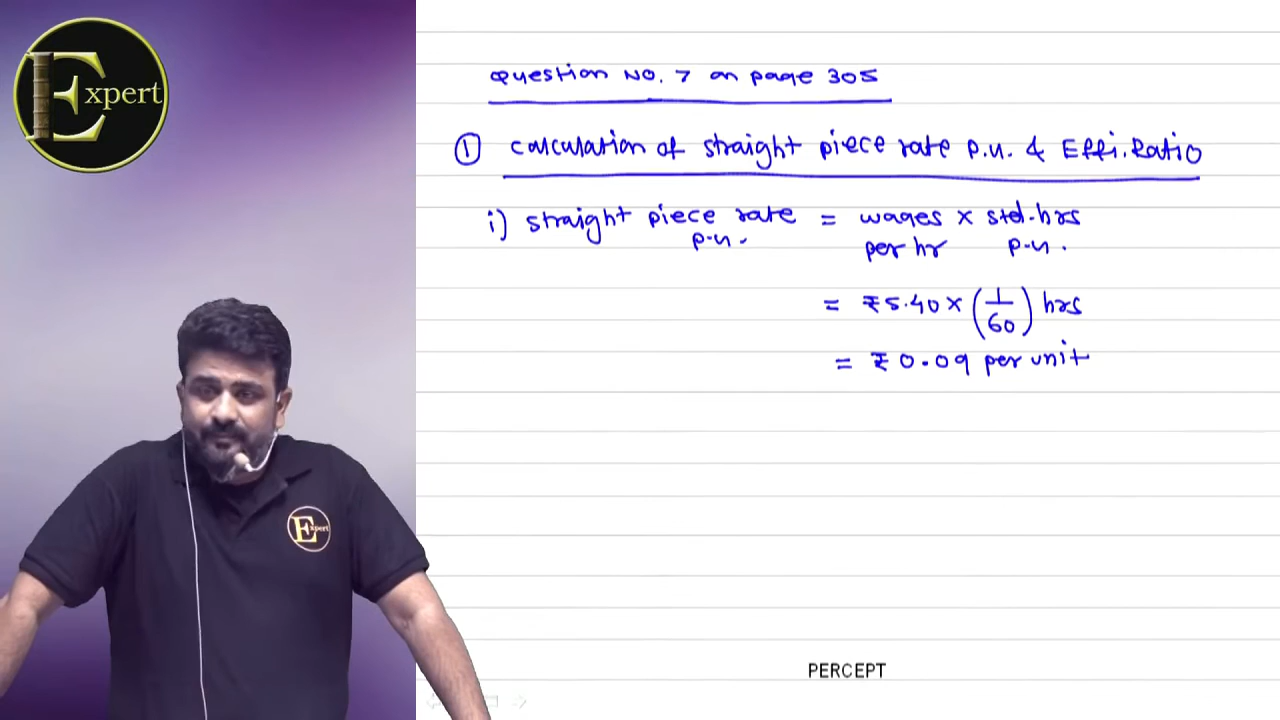 Expert
Question No. 7 on page 305
① Calculation of straight piece rate p.u. & Effi. Ratio
i) straight piece rate = wages × std. hrs
p.u. per hr p.u.
= ₹5.40 × (1/60) hrs
= ₹0.09 per unit
Expert
PERCEPT